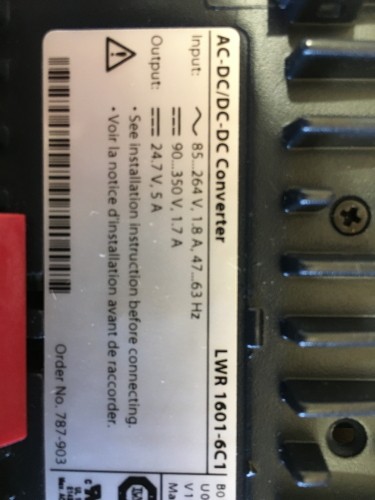 AC-DC/DC-DC Converter LWR 1601-6C1
Input: 85...264 V, 1.8 A, 47...63 Hz
90...350 V, 1.7 A
Output: 24.7 V, 5 A
• See installation instruction before connecting.
• Voir la notice d'installation avant de raccorder.
Order No. 787-903